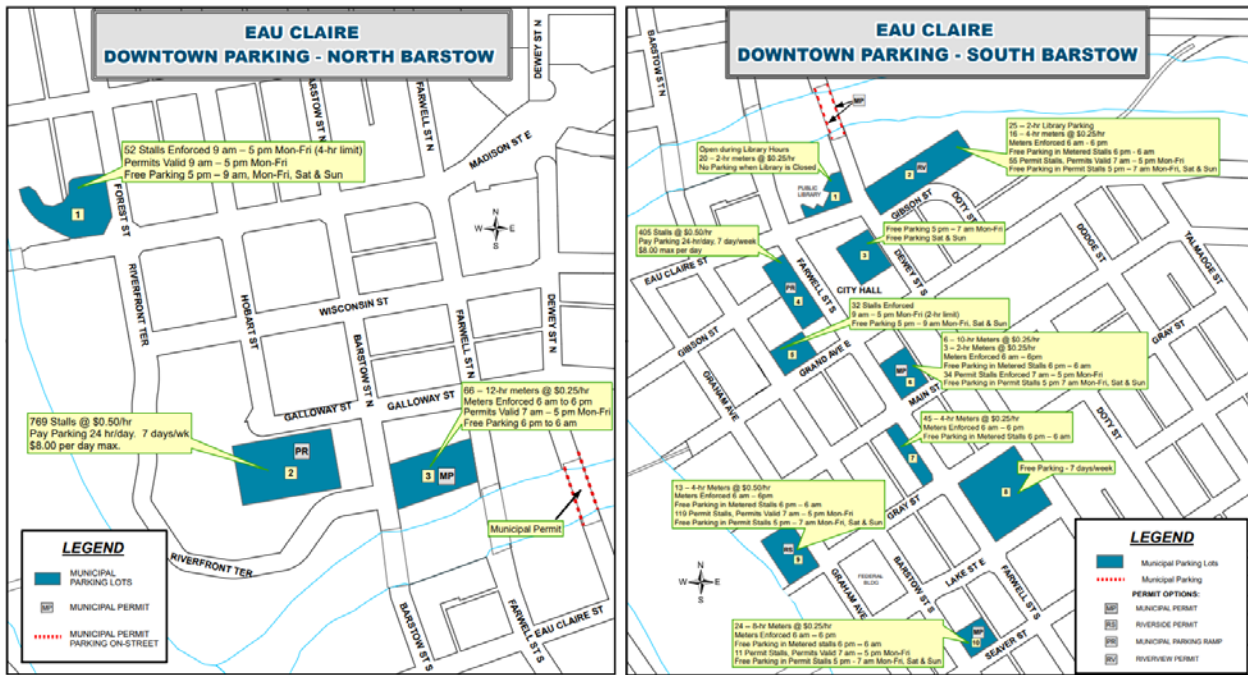 EAU CLAIRE
DOWNTOWN PARKING - NORTH BARSTOW
DEWEY ST N
BARSTOW ST N
FARWELL ST N
MADISON ST E
52 Stalls Enforced 9 am – 5 pm Mon-Fri (4-hr limit)
Permits Valid 9 am – 5 pm Mon-Fri
Free Parking 5 pm – 9 am, Mon-Fri, Sat & Sun
1
FOREST ST
N
W E
S
RIVERFRONT TER
HOBART ST
WISCONSIN ST
BARSTOW ST N
FARWELL ST N
DEWEY ST N
GALLOWAY ST
GALLOWAY ST
66 – 12-hr meters @ $0.25/hr
Meters Enforced 6 am to 6 pm
Permits Valid 7 am – 5 pm Mon-Fri
Free Parking 6 pm to 6 am
769 Stalls @ $0.50/hr
Pay Parking 24 hr/day. 7 days/wk
$8.00 per day max.
PR
2
3
MP
Municipal Permit
RIVERFRONT TER
BARSTOW ST S
FARWELL ST S
EAU CLAIRE ST
LEGEND
MUNICIPAL
PARKING LOTS
MP
MUNICIPAL PERMIT
MUNICIPAL PERMIT
PARKING ON-STREET
EAU CLAIRE
DOWNTOWN PARKING - SOUTH BARSTOW
BARSTOW ST N
DEWEY ST N
MP
25 – 2-hr Library Parking
16 – 4-hr meters @ $0.25/hr
Meters Enforced 6 am - 6 pm
Free Parking in Metered Stalls 6 pm - 6 am
55 Permit Stalls, Permits Valid 7 am – 5 pm Mon-Fri
Free Parking in Permit Stalls 5 pm – 7 am Mon-Fri, Sat & Sun
Open during Library Hours
20 – 2-hr meters @ $0.25/hr
No Parking when Library is Closed
PUBLIC
LIBRARY
1
RV
2
GIBSON ST
DOTY ST
Free Parking 5 pm – 7 am Mon-Fri
Free Parking Sat & Sun
3
CITY HALL
DEWEY ST S
405 Stalls @ $0.50/hr
Pay Parking 24-hr/day, 7 day/week
$8.00 max per day
EAU CLAIRE ST
PR
4
FARWELL ST S
DODGE ST
TALMADGE ST
32 Stalls Enforced
9 am – 5 pm Mon-Fri (2-hr limit)
Free Parking 5 pm – 9 am Mon-Fri, Sat & Sun
5
GIBSON ST
GRAND AVE E
GRAHAM AVE
6 – 10-hr Meters @ $0.25/hr
3 – 2-hr Meters @ $0.25/hr
Meters Enforced 6 am – 6pm
Free Parking in Metered Stalls 6 pm – 6 am
34 Permit Stalls Enforced 7 am – 5 pm Mon-Fri
Free Parking in Permit Stalls 5 pm 7 am Mon-Fri, Sat & Sun
MP
6
MAIN ST
GRAY ST
DOTY ST
45 – 4-hr Meters @ $0.25/hr
Meters Enforced 6 am – 6 pm
Free Parking in Metered Stalls 6 pm – 6 am
7
Free Parking - 7 days/week
8
13 – 4-hr Meters @ $0.50/hr
Meters Enforced 6 am – 6pm
Free Parking in Metered Stalls 6 pm – 6 am
119 Permit Stalls, Permits Valid 7 am – 5 pm Mon-Fri
Free Parking in Permit Stalls 5 pm – 7 am Mon-Fri, Sat & Sun
GRAY ST
RS
9
N
W E
S
GRAHAM AVE
FEDERAL
BLDG
BARSTOW ST S
LAKE ST E
FARWELL ST S
MP
10
SEAVER ST
24 – 8-hr Meters @ $0.25/hr
Meters Enforced 6 am – 6 pm
Free Parking in Metered stalls 6 pm – 6 am
11 Permit Stalls, Permits Valid 7 am – 5 pm Mon-Fri
Free Parking in Permit Stalls 5 pm - 7 am Mon-Fri, Sat & Sun
LEGEND
Municipal Parking Lots
Municipal Parking
PERMIT OPTIONS:
MP
MUNICIPAL PERMIT
RS
RIVERSIDE PERMIT
PR
MUNICIPAL PARKING RAMP
RV
RIVERVIEW PERMIT